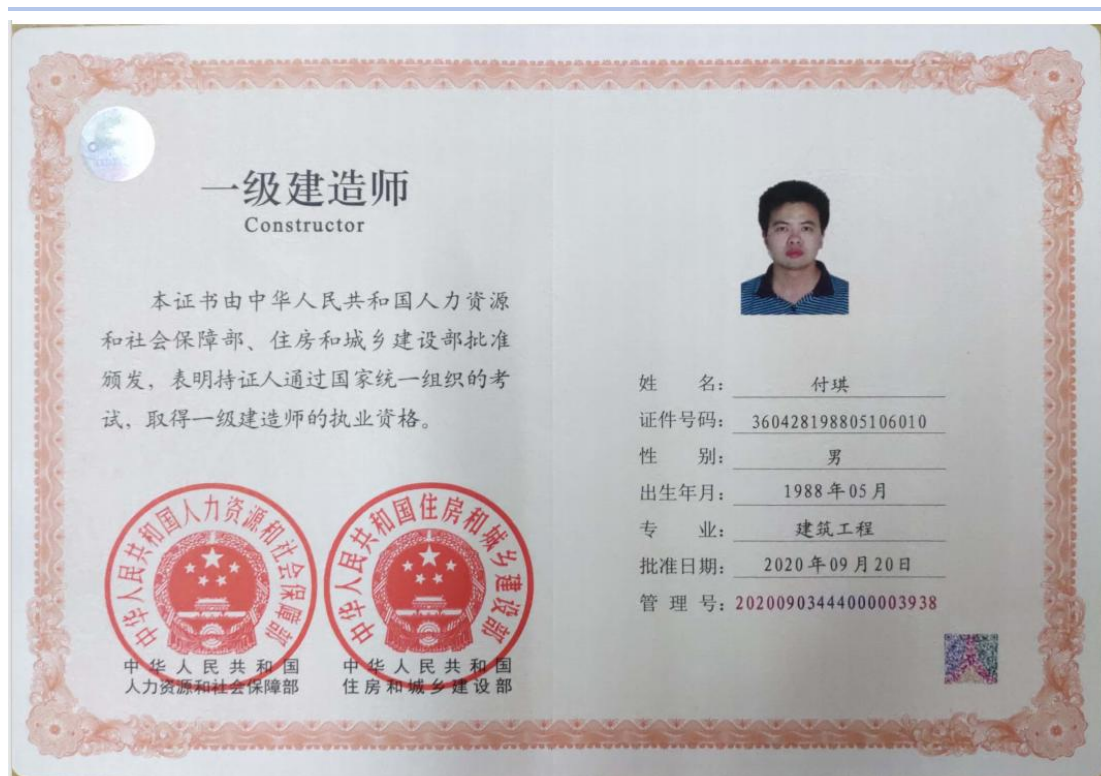 一级建造师
Constructor
本证书由中华人民共和国人力资源
和社会保障部、住房和城乡建设部批准
颁发，表明持证人通过国家统一组织的考
试，取得一级建造师的执业资格。
中华人民共和国人力资源和社会保障部
中华人民共和国住房和城乡建设部
中华人民共和国
人力资源和社会保障部
中华人民共和国
住房和城乡建设部
姓 名：付琪
证件号码：360428198805106010
性 别：男
出生年月：1988年05月
专 业：建筑工程
批准日期：2020年09月20日
管 理 号：20200903444000003938